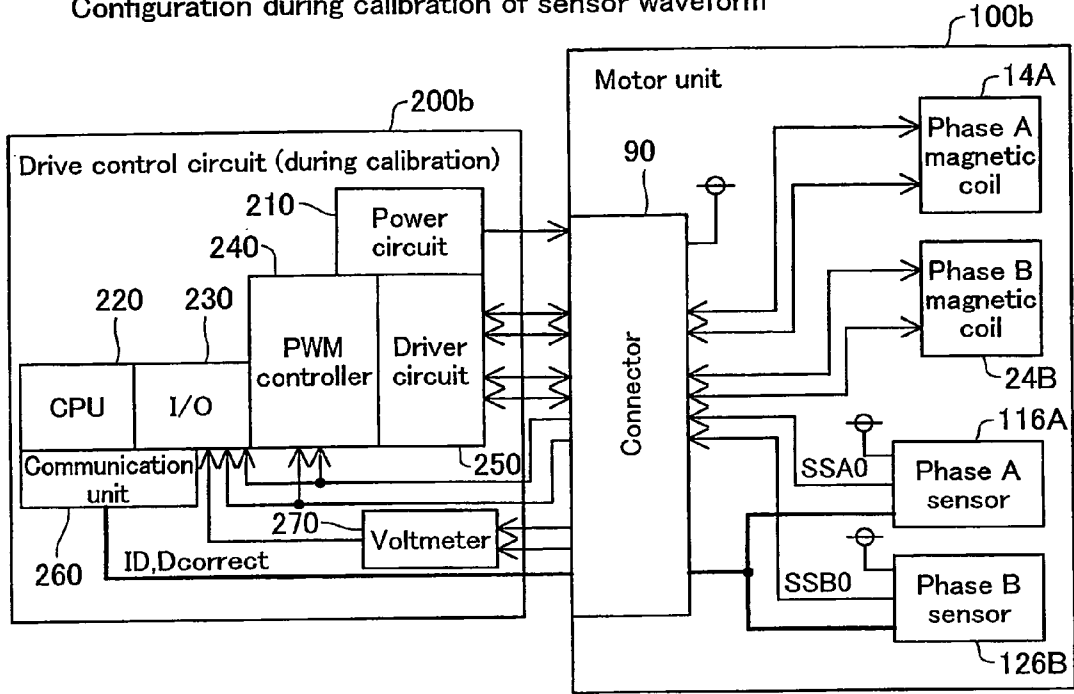 Configuration during calibration of sensor waveform
100b
Motor unit
14A
Phase A
magnetic
coil
200b
Drive control circuit (during calibration)
90
210
Power
circuit
240
Phase B
magnetic
coil
220
230
PWM
controller
Driver
circuit
Connector
24B
CPU
I/O
116A
Communication
unit
250
SSA0
Phase A
sensor
270
Voltmeter
260
ID,Dcorrect
SSB0
Phase B
sensor
126B